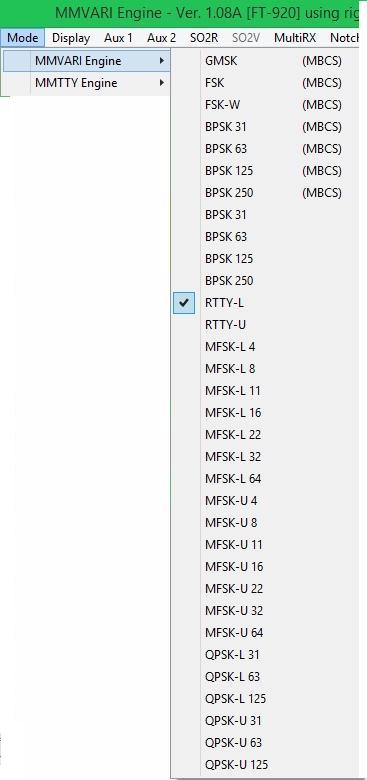 MMVARI Engine - Ver. 1.08A [FT-920] using rig
Mode Display Aux 1 Aux 2 SO2R SO2V MultiRX Notch
MMVARI Engine
MMTTY Engine
GMSK (MBCS)
FSK (MBCS)
FSK-W (MBCS)
BPSK 31 (MBCS)
BPSK 63 (MBCS)
BPSK 125 (MBCS)
BPSK 250 (MBCS)
BPSK 31
BPSK 63
BPSK 125
BPSK 250
RTTY-L
RTTY-U
MFSK-L 4
MFSK-L 8
MFSK-L 11
MFSK-L 16
MFSK-L 22
MFSK-L 32
MFSK-L 64
MFSK-U 4
MFSK-U 8
MFSK-U 11
MFSK-U 16
MFSK-U 22
MFSK-U 32
MFSK-U 64
QPSK-L 31
QPSK-L 63
QPSK-L 125
QPSK-U 31
QPSK-U 63
QPSK-U 125